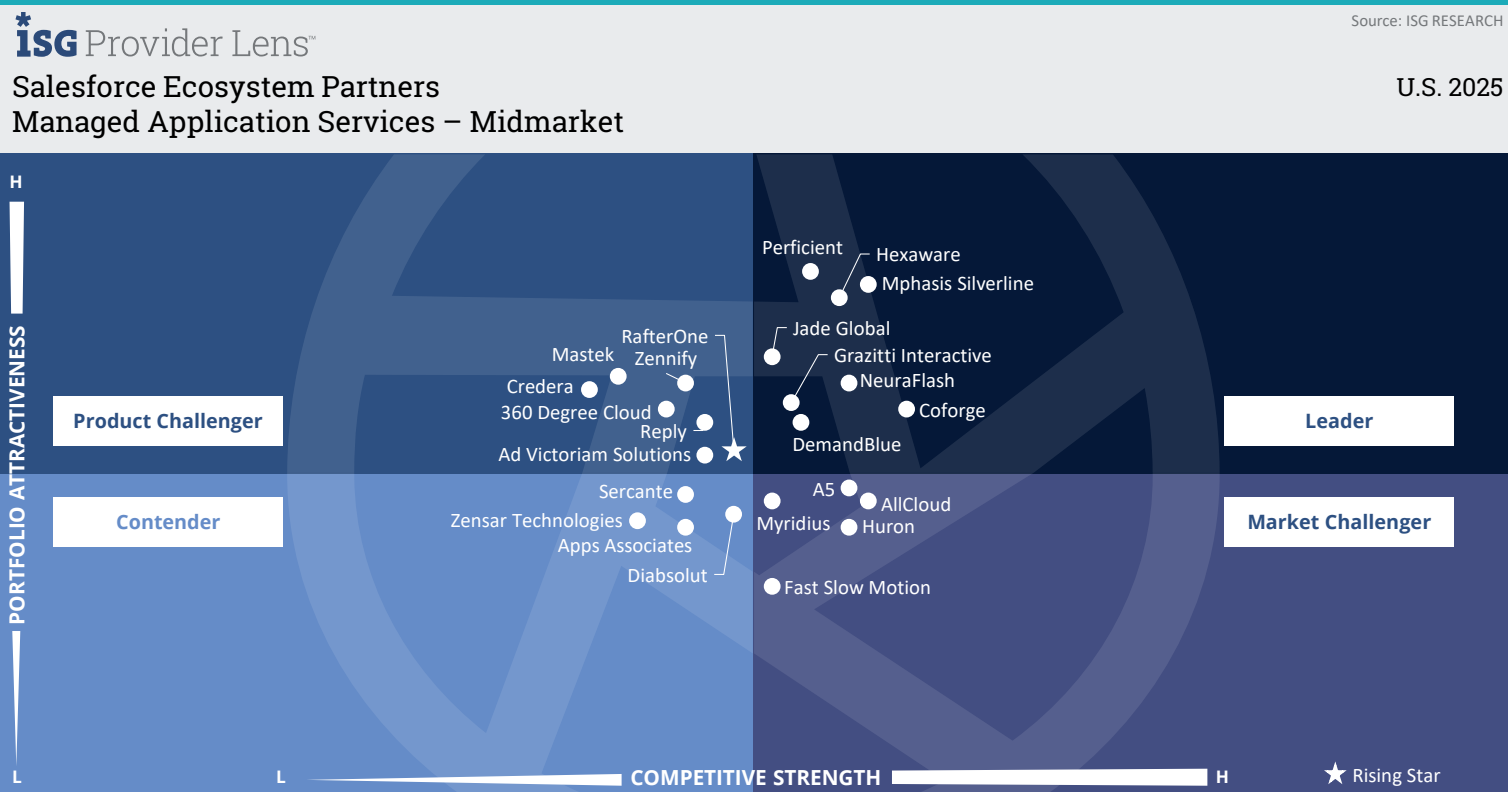 Source: ISG RESEARCH
ISG Provider Lens™
Salesforce Ecosystem Partners
U.S. 2025
Managed Application Services – Midmarket
H
PORTFOLIO ATTRACTIVENESS
L
Perficient
Hexaware
Mphasis Silverline
Jade Global
RafterOne
Mastek
Zennify
Grazitti Interactive
Credera
NeuraFlash
360 Degree Cloud
Coforge
Reply
DemandBlue
Ad Victoriam Solutions
Product Challenger
Leader
Contender
Market Challenger
Sercante
A5
AllCloud
Zensar Technologies
Myridius
Huron
Apps Associates
Diabsolut
Fast Slow Motion
L
COMPETITIVE STRENGTH
H
Rising Star